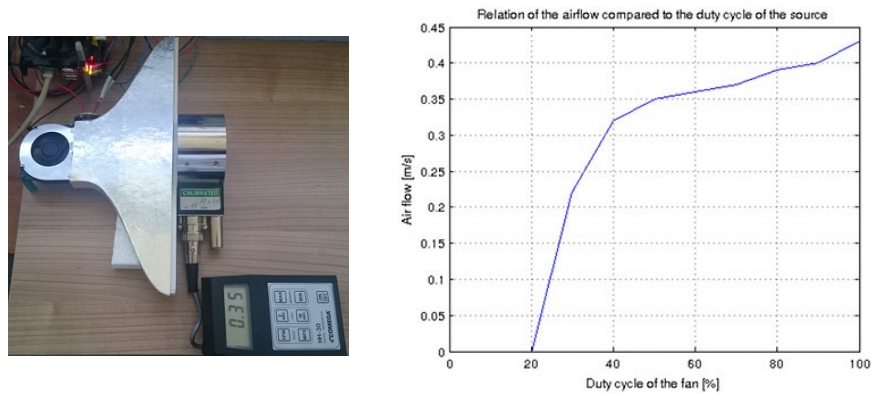 CALIBRATED
0.35
OMEGA
HH-30
Relation of the airflow compared to the duty cycle of the source
Air flow [m/s]
0.45
0.4
0.35
0.3
0.25
0.2
0.15
0.1
0.05
0
0 20 40 60 80 100
Duty cycle of the fan [%]